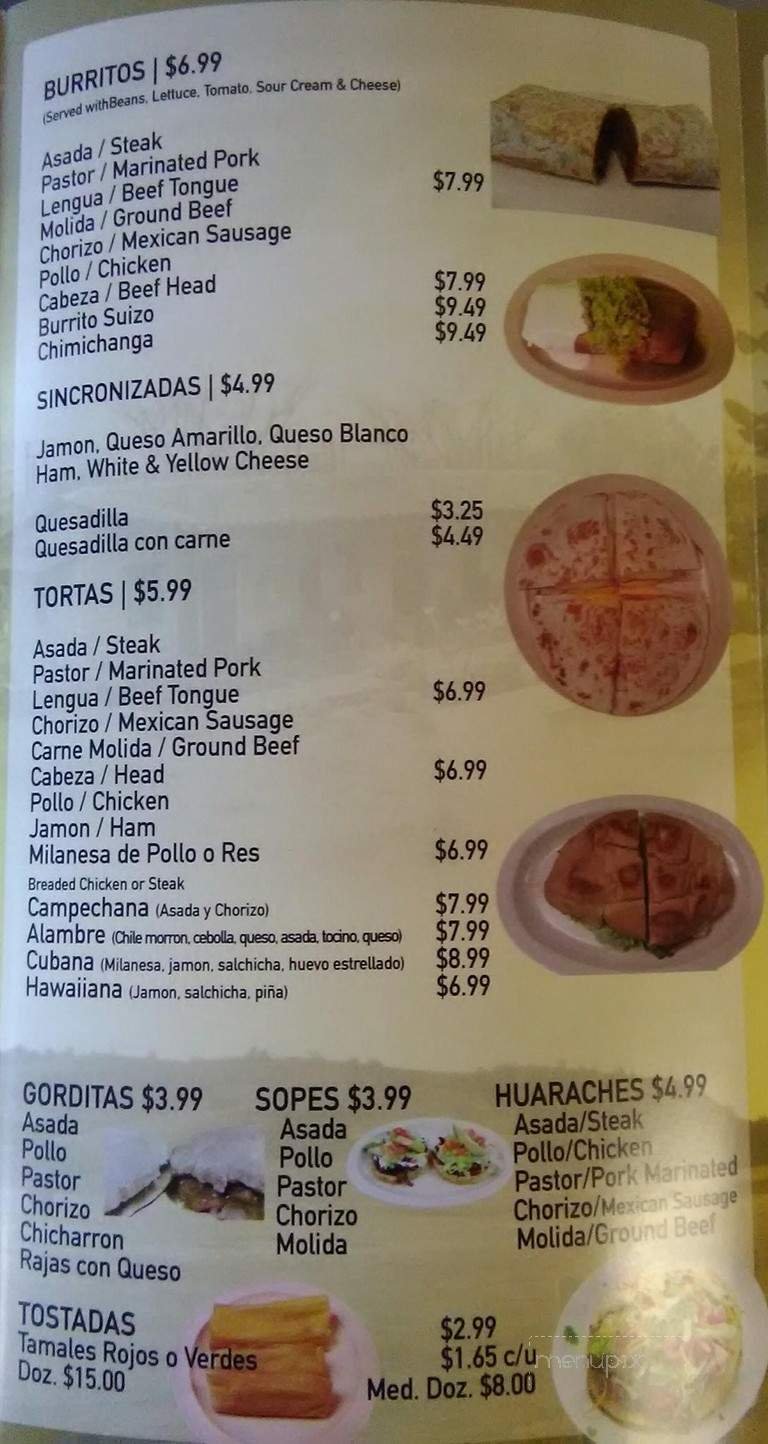 BURRITOS | $6.99
(Served withBeans, Lettuce, Tomato, Sour Cream & Cheese)
Asada / Steak
Pastor / Marinated Pork
Lengua / Beef Tongue $7.99
Molida / Ground Beef
Chorizo / Mexican Sausage
Pollo / Chicken
Cabeza / Beef Head $7.99
Burrito Suizo $9.49
Chimichanga $9.49
SINCRONIZADAS | $4.99
Jamon, Queso Amarillo, Queso Blanco
Ham, White & Yellow Cheese
Quesadilla $3.25
Quesadilla con carne $4.49
TORTAS | $5.99
Asada / Steak
Pastor / Marinated Pork
Lengua / Beef Tongue $6.99
Chorizo / Mexican Sausage
Carne Molida / Ground Beef
Cabeza / Head $6.99
Pollo / Chicken
Jamon / Ham
Milanesa de Pollo o Res $6.99
Breaded Chicken or Steak
Campechana (Asada y Chorizo) $7.99
Alambre (Chile morron, cebolla, queso, asada, tocino, queso) $7.99
Cubana (Milanesa, jamon, salchicha, huevo estrellado) $8.99
Hawaiiana (Jamon, salchicha, piña) $6.99
GORDITAS $3.99
Asada
Pollo
Pastor
Chorizo
Chicharron
Rajas con Queso
SOPES $3.99
Asada
Pollo
Pastor
Chorizo
Molida
HUARACHES $4.99
Asada/Steak
Pollo/Chicken
Pastor/Pork Marinated
Chorizo/Mexican Sausage
Molida/Ground Beef
TOSTADAS $2.99
Tamales Rojos o Verdes $1.65 c/u
Doz. $15.00 Med. Doz. $8.00
menupix